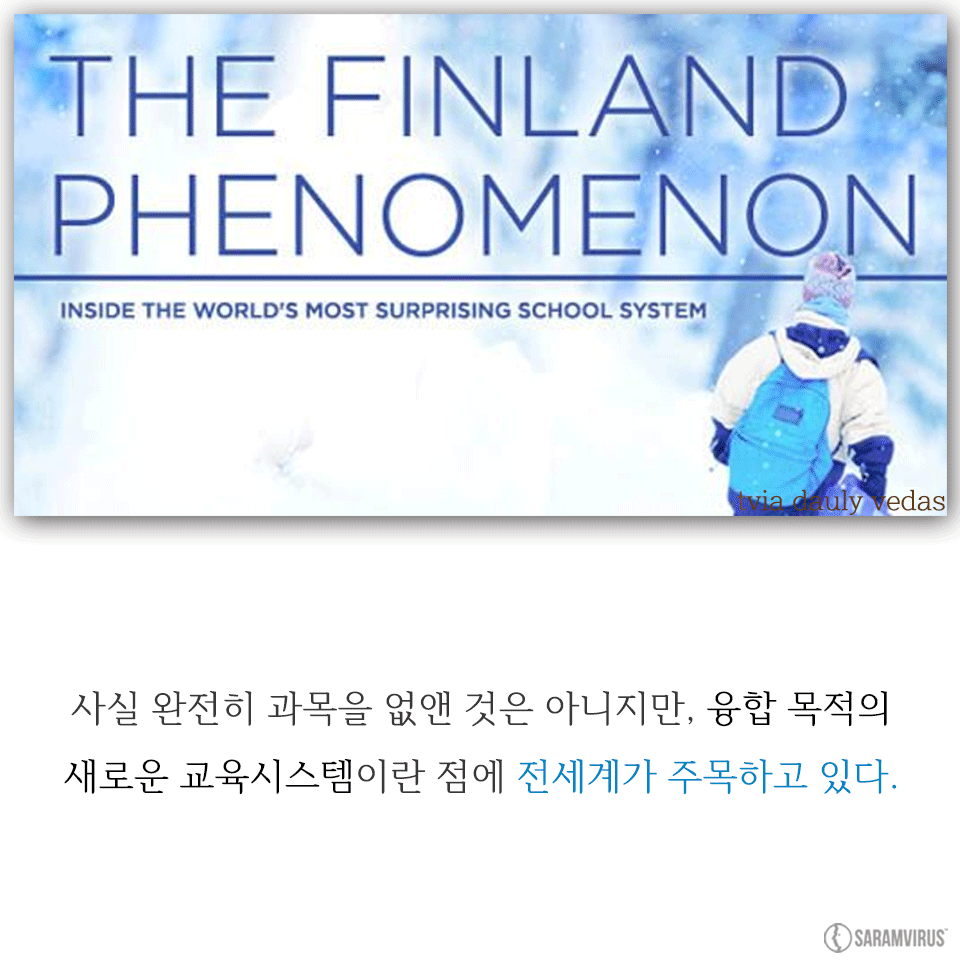 THE FINLAND
PHENOMENON
INSIDE THE WORLD'S MOST SURPRISING SCHOOL SYSTEM
tvia dauly vedas
사실 완전히 과목을 없앤 것은 아니지만, 융합 목적의
새로운 교육시스템이란 점에 전세계가 주목하고 있다.
SARAMVIRUS